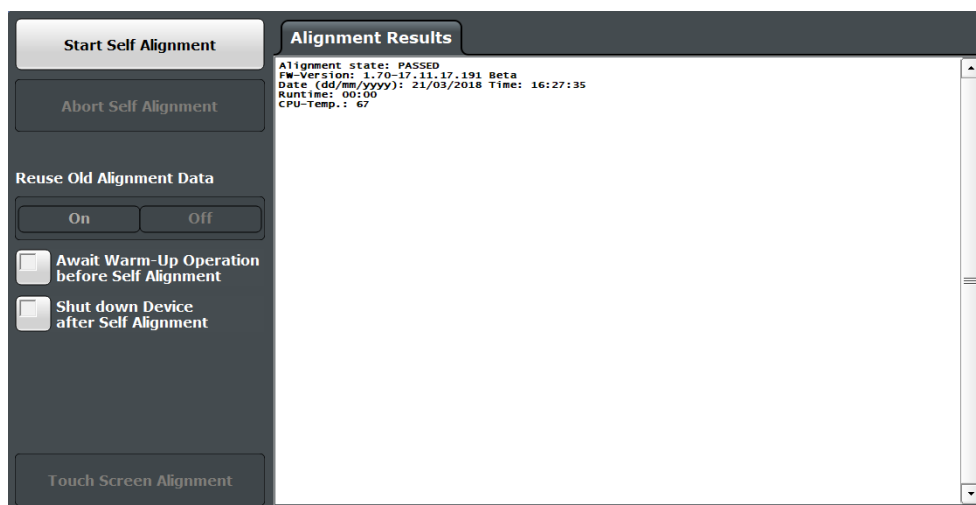 Start Self Alignment
Abort Self Alignment
Reuse Old Alignment Data
On
Off
Await Warm-Up Operation
before Self Alignment
Shut down Device
after Self Alignment
Touch Screen Alignment
Alignment Results
Alignment state: PASSED
FW-Version: 1.70-17.11.17.191 Beta
Date (dd/mm/yyyy): 21/03/2018 Time: 16:27:35
Runtime: 00:00
CPU-Temp.: 67